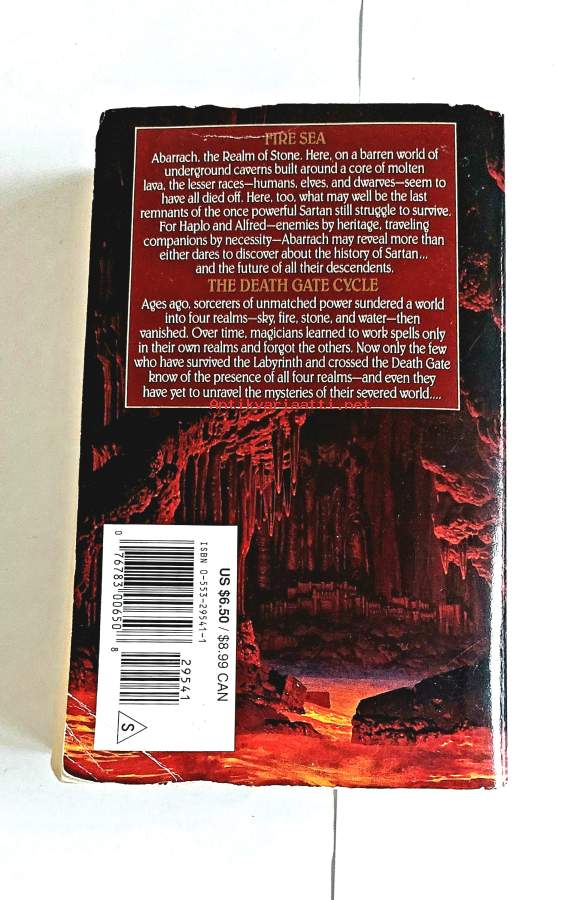 FIRE SEA
Abarrach, the Realm of Stone. Here, on a barren world of
underground caverns built around a core of molten
lava, the lesser races—humans, elves, and dwarves—seem to
have all died off. Here, too, what may well be the last
remnants of the once powerful Sartan still struggle to survive.
For Haplo and Alfred—enemies by heritage, traveling
companions by necessity—Abarrach may reveal more than
either dares to discover about the history of Sartan...
and the future of all their descendents.
THE DEATH GATE CYCLE
Ages ago, sorcerers of unmatched power sundered a world
into four realms—sky, fire, stone, and water—then
vanished. Over time, magicians learned to work spells only
in their own realms and forgot the others. Now only the few
who have survived the Labyrinth and crossed the Death Gate
know of the presence of all four realms—and even they
have yet to unravel the mysteries of their severed world....
Antikvariaatti.net
US $6.50 / $8.99 CAN
ISBN 0-553-29541-1
29541
0 76783 00650 8
S